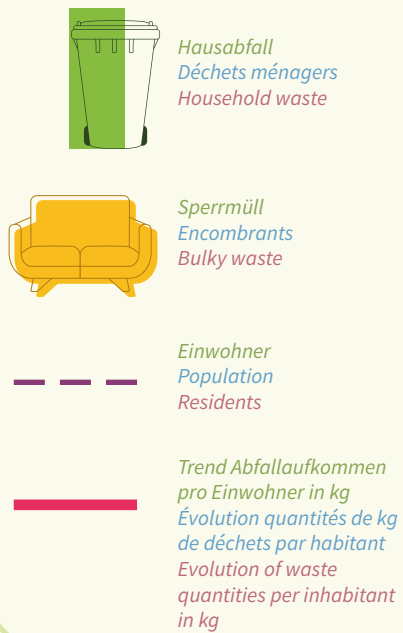 Hausabfall
Déchets ménagers
Household waste
Sperrmüll
Encombrants
Bulky waste
Einwohner
Population
Residents
Trend Abfallaufkommen
pro Einwohner in kg
Évolution quantités de kg
de déchets par habitant
Evolution of waste
quantities per inhabitant
in kg